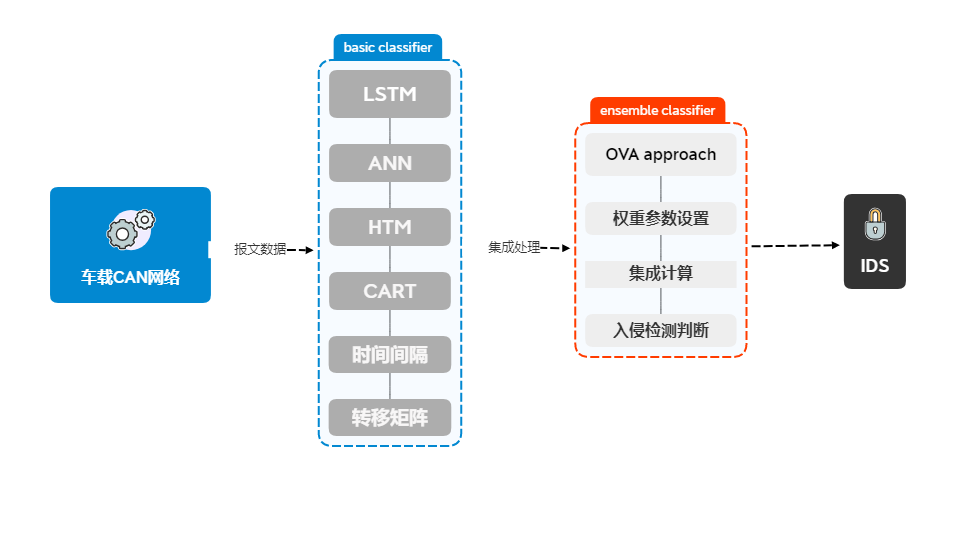 车载CAN网络
报文数据
basic classifier
LSTM
ANN
HTM
CART
时间间隔
转移矩阵
集成处理
ensemble classifier
OVA approach
权重参数设置
集成计算
入侵检测判断
IDS